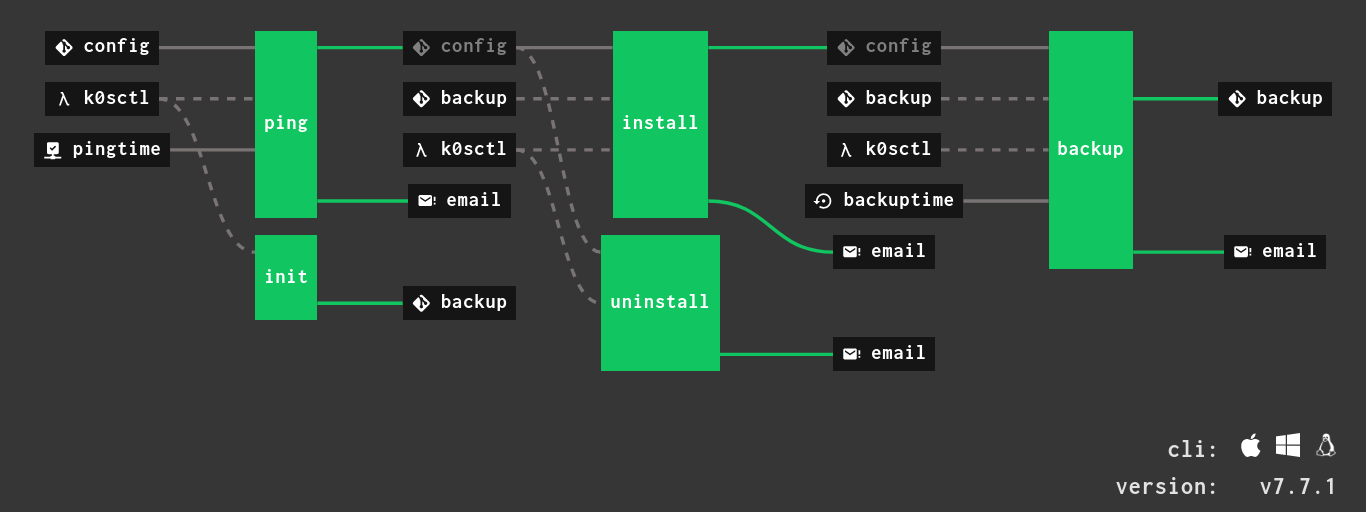 config
k0sctl
pingtime
ping
init
config
backup
k0sctl
email
backup
install
uninstall
config
backup
k0sctl
backuptime
email
email
backup
backup
email
cli:
version: v7.7.1